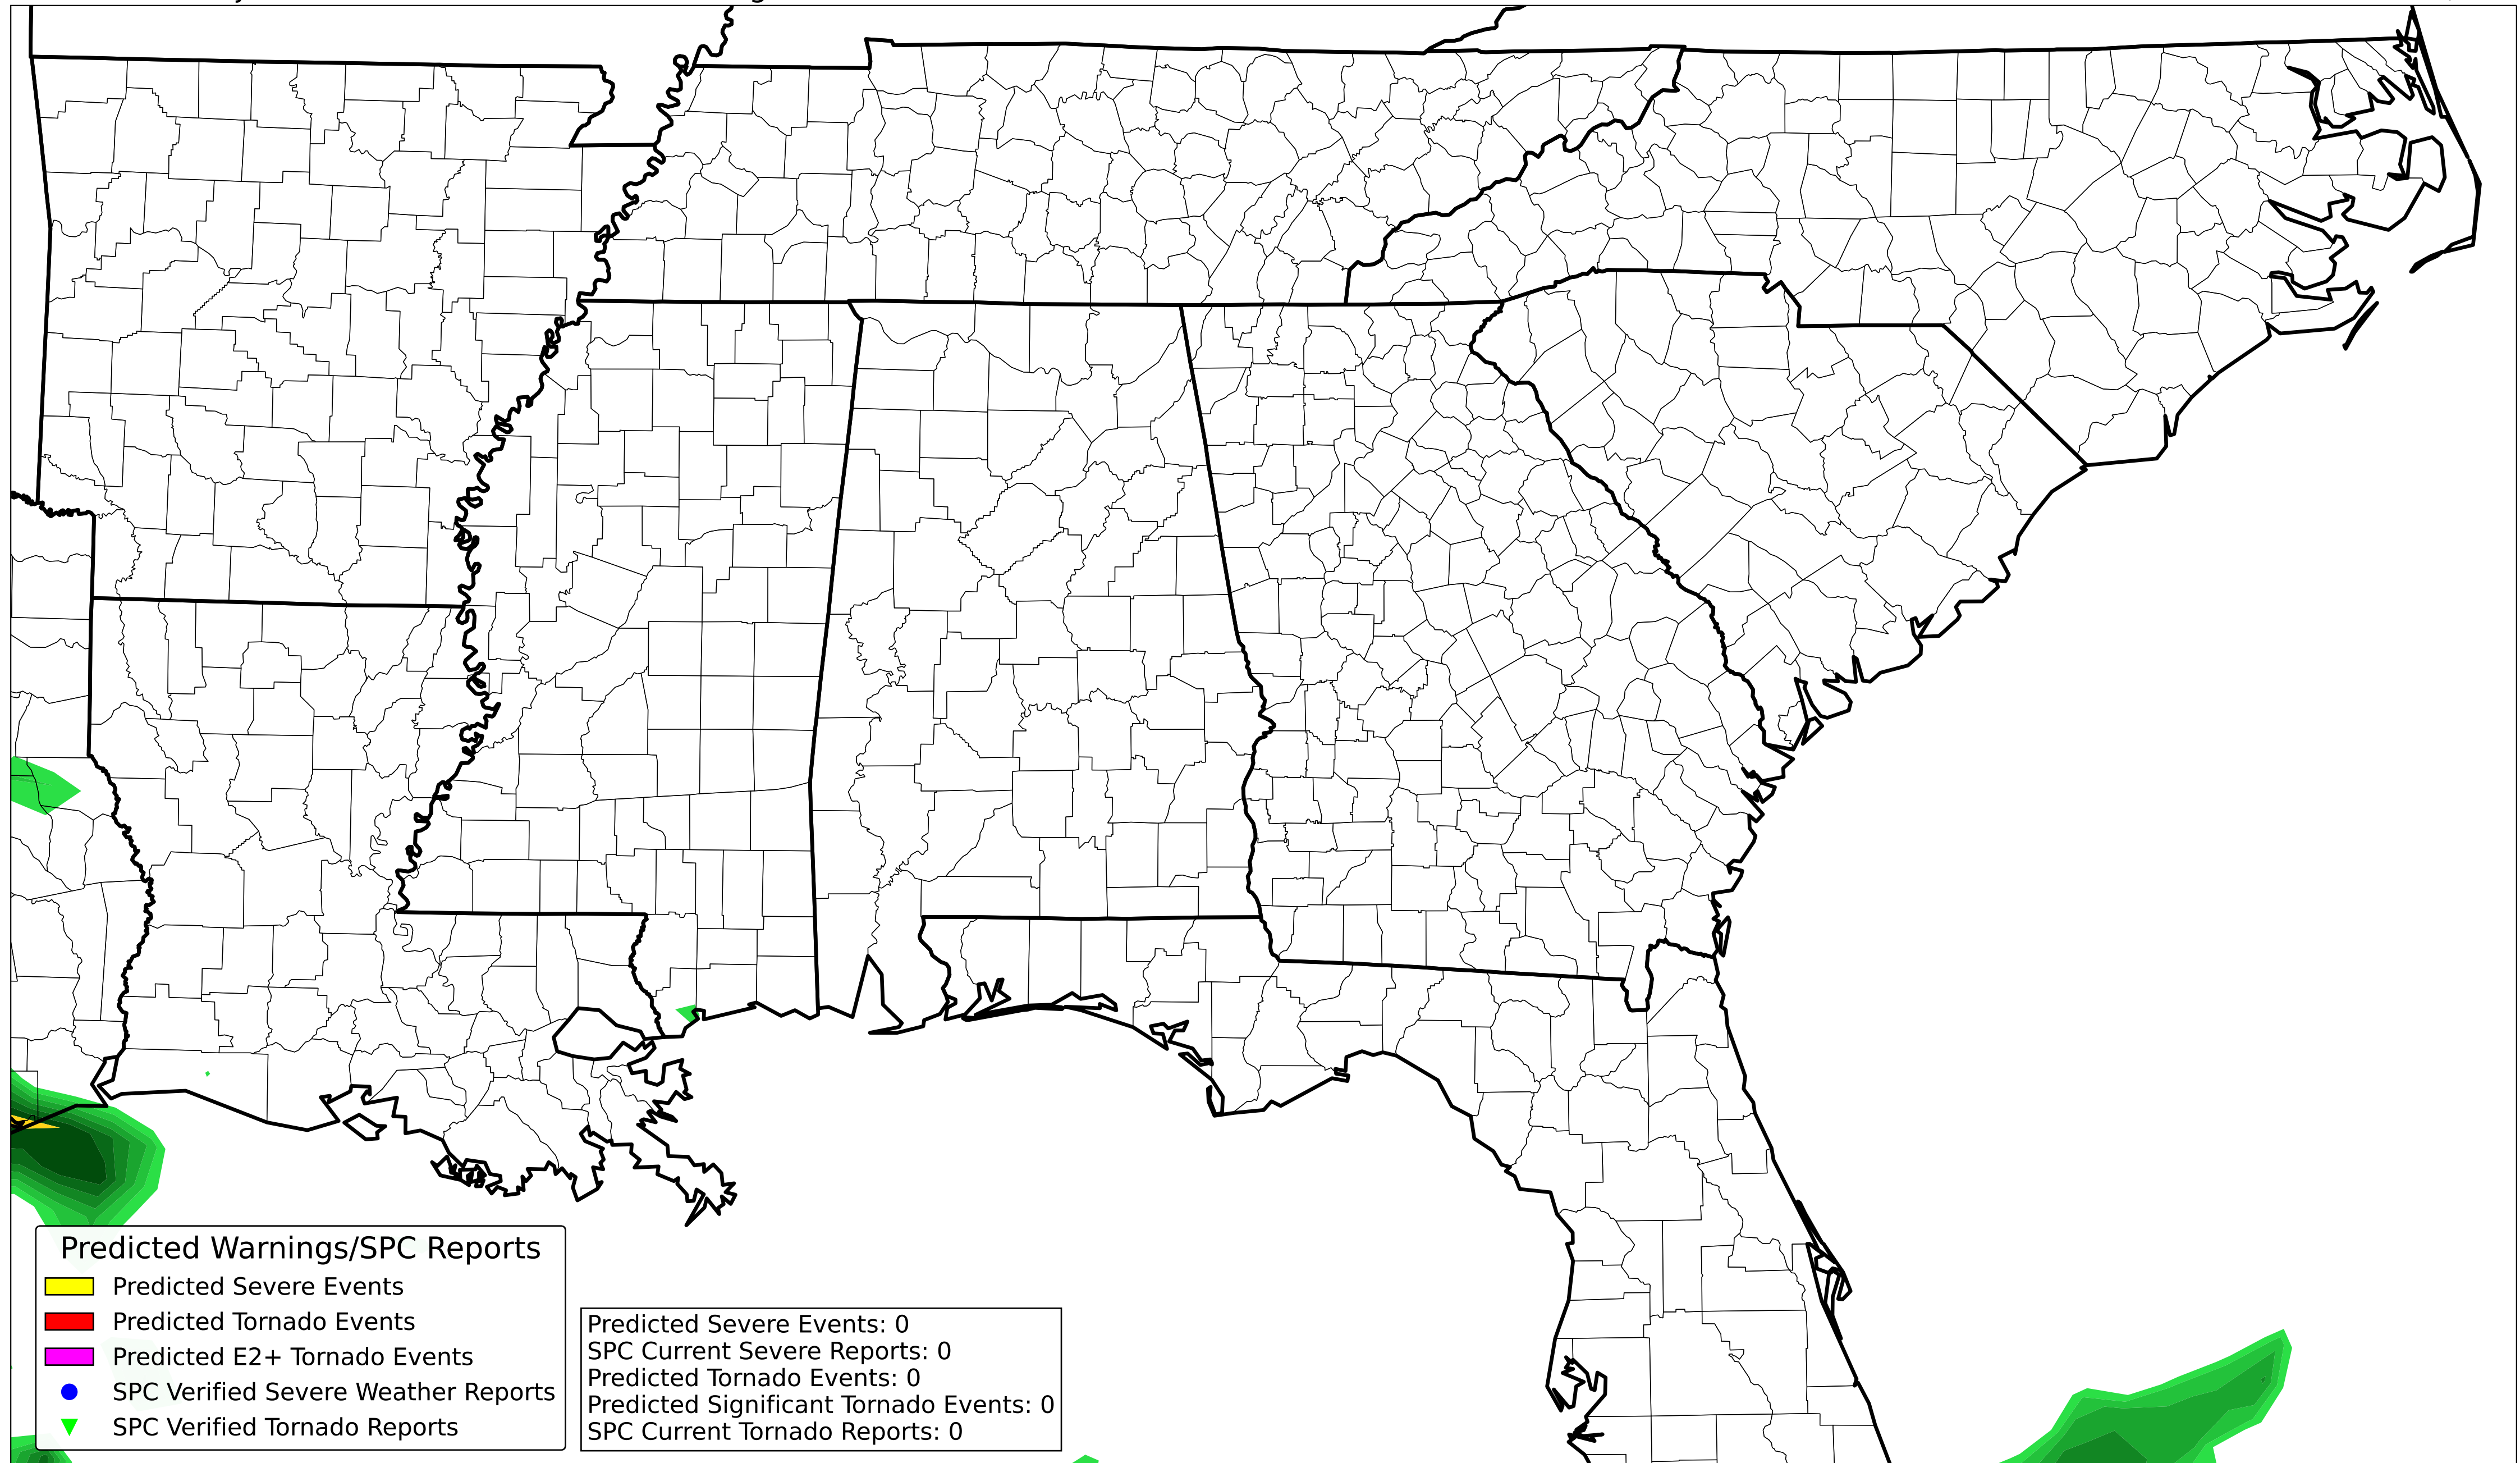 Predicted Warnings/SPC Reports
Predicted Severe Events
Predicted Tornado Events
Predicted E2+ Tornado Events
SPC Verified Severe Weather Reports
SPC Verified Tornado Reports
Predicted Severe Events: 0
SPC Current Severe Reports: 0
Predicted Tornado Events: 0
Predicted Significant Tornado Events: 0
SPC Current Tornado Reports: 0